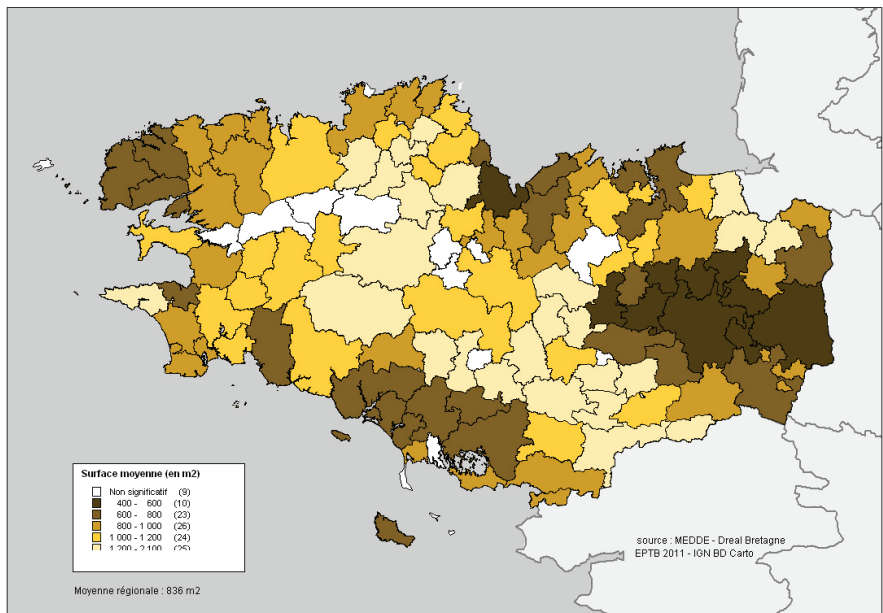 Surface moyenne (en m2)
Non significatif (9)
400 - 600 (10)
600 - 800 (23)
800 - 1 000 (26)
1 000 - 1 200 (24)
1 200 - 2 100 (25)
source : MEDDE - Dreal Bretagne
EPTB 2011 - IGN BD Carto
Moyenne régionale : 836 m2